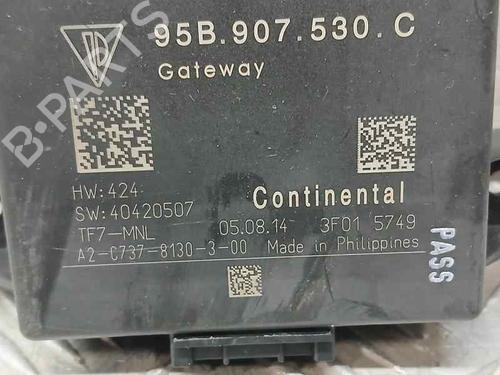 95B.907.530.C
Gateway
HW:424
SW:40420507
Continental
TF7-MNL 05.08.14 3F01 5749
A2-C737-8130-3-00 Made in Philippines
PASS
B-PARTS